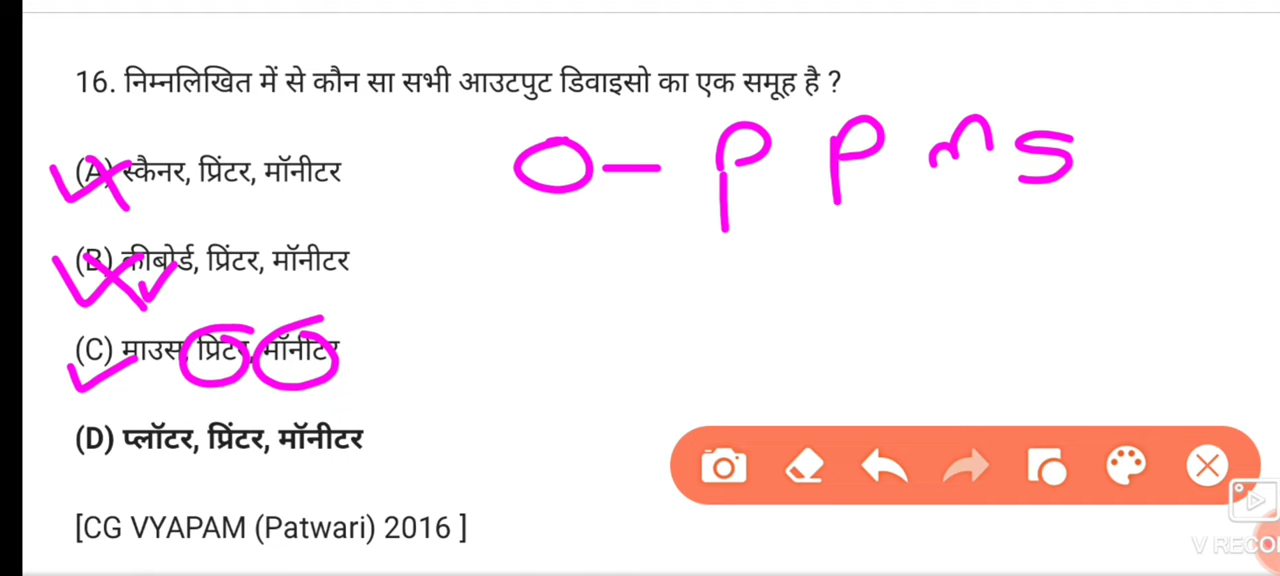 16. निम्नलिखित में से कौन सा सभी आउटपुट डिवाइसो का एक समूह है ?
O – P P m s
(A) स्कैनर, प्रिंटर, मॉनीटर
(B) कीबोर्ड, प्रिंटर, मॉनीटर
(C) माउस, प्रिंटर, मॉनीटर
(D) प्लॉटर, प्रिंटर, मॉनीटर
[CG VYAPAM (Patwari) 2016 ]
V RECO